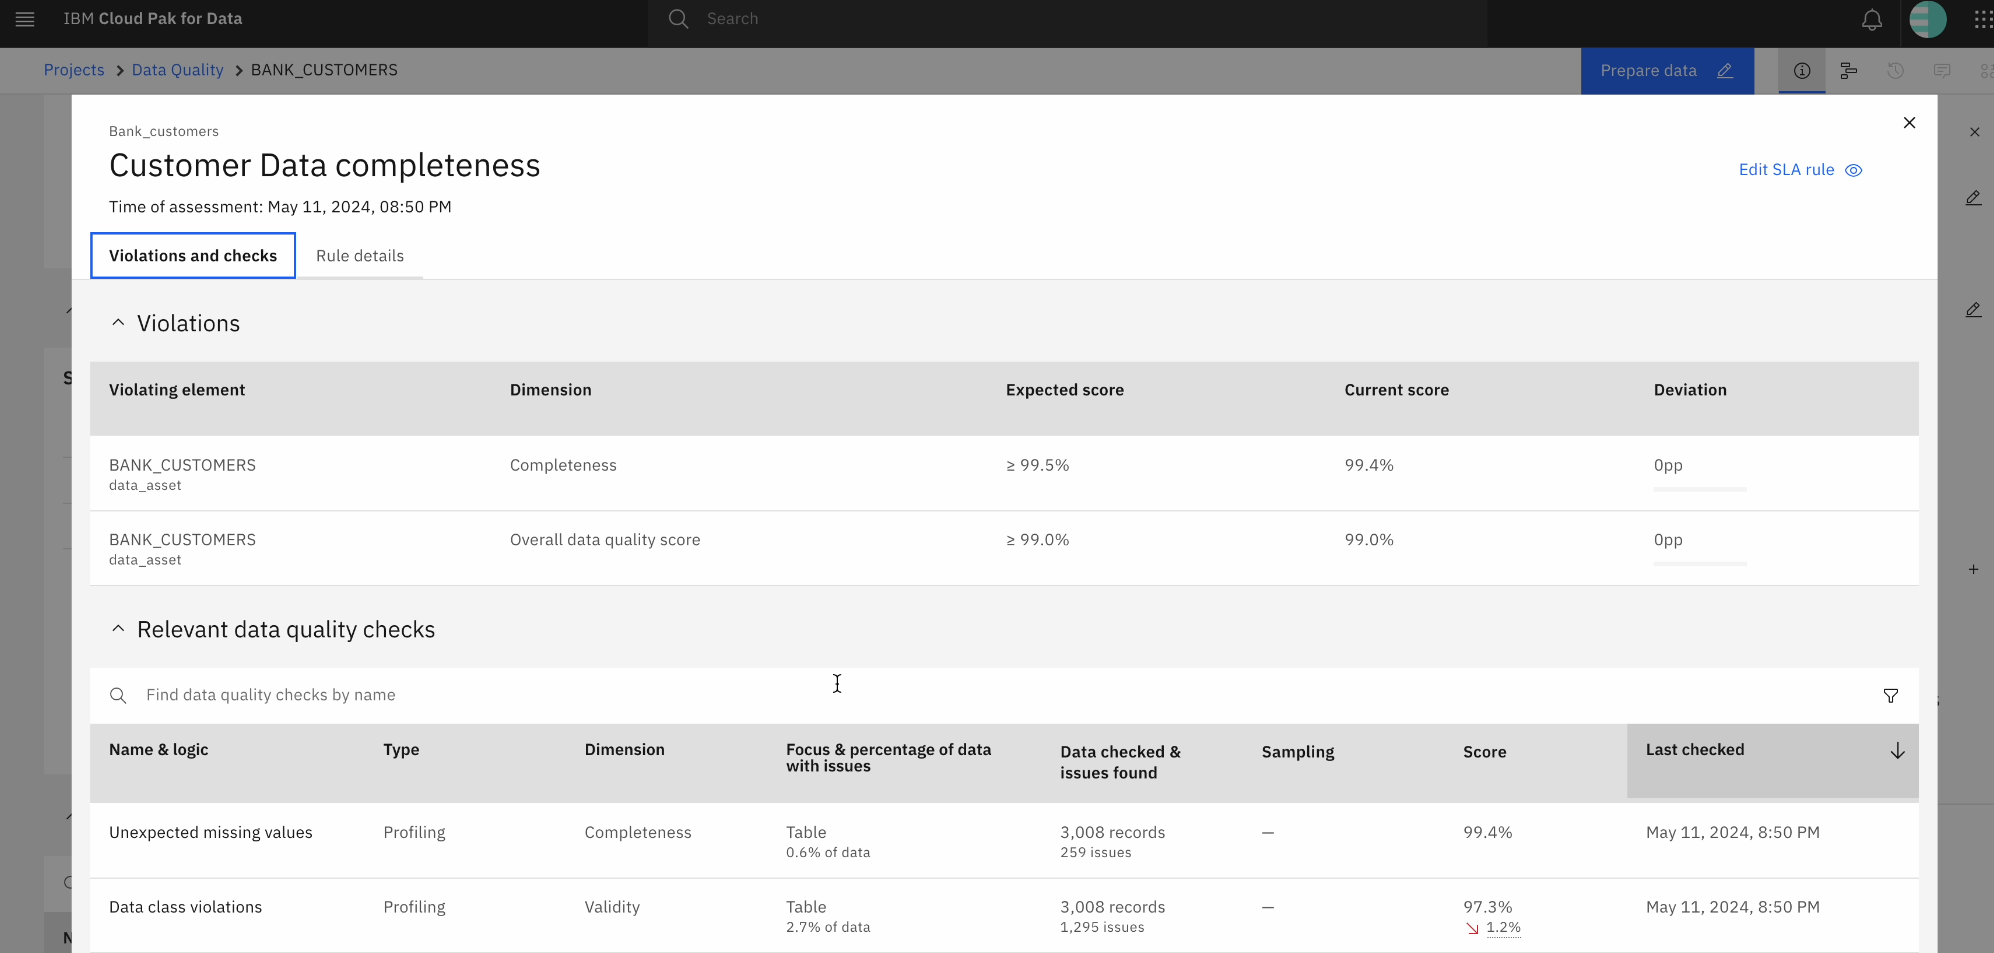 IBM Cloud Pak for Data
Search
Projects > Data Quality > BANK_CUSTOMERS
Prepare data
Bank_customers
Customer Data completeness
Edit SLA rule
Time of assessment: May 11, 2024, 08:50 PM
Violations and checks Rule details
Violations
Violating element Dimension Expected score Current score Deviation
BANK_CUSTOMERS Completeness ≥ 99.5% 99.4% 0pp
data_asset
BANK_CUSTOMERS Overall data quality score ≥ 99.0% 99.0% 0pp
data_asset
Relevant data quality checks
Find data quality checks by name
Name & logic Type Dimension Focus & percentage of data Data checked & Sampling Score Last checked
with issues issues found
Unexpected missing values Profiling Completeness Table 3,008 records — 99.4% May 11, 2024, 8:50 PM
0.6% of data 259 issues
Data class violations Profiling Validity Table 3,008 records — 97.3% May 11, 2024, 8:50 PM
2.7% of data 1,295 issues 1.2%